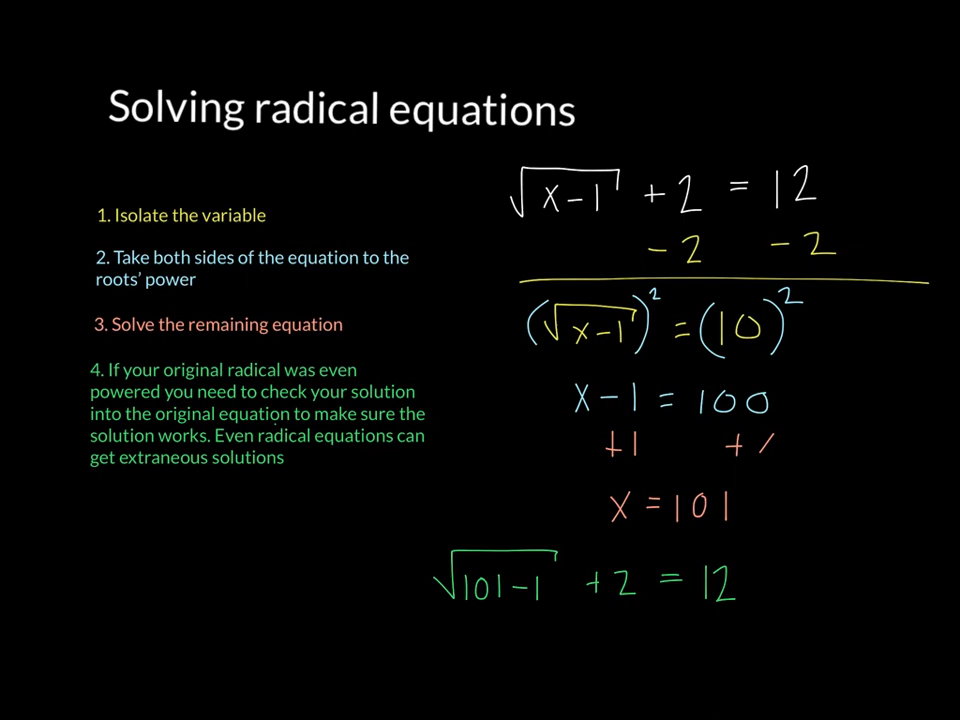 Solving radical equations
1. Isolate the variable
2. Take both sides of the equation to the
roots' power
3. Solve the remaining equation
4. If your original radical was even
powered you need to check your solution
into the original equation to make sure the
solution works. Even radical equations can
get extraneous solutions
√x-1 + 2 = 12
- 2 - 2
(√x-1)² = (10)²
x - 1 = 100
+1 +
x = 101
√101-1 + 2 = 12